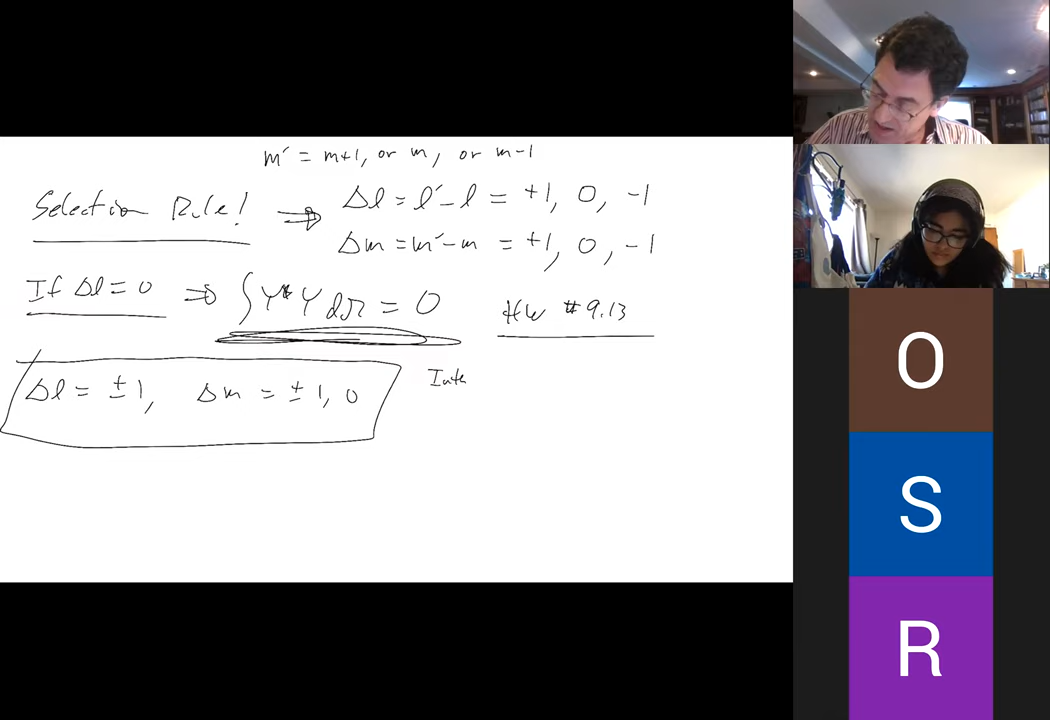 m′ = m+1, or m, or m-1
Selection Rule! ⇒ Δl = l′-l = +1, 0, -1
Δm = m′-m = +1, 0, -1
If Δl = 0 ⇒ ∫Y*Y dΩ = 0 HW #9.13
Δl = ±1, Δm = ±1, 0 Inte
O
S
R